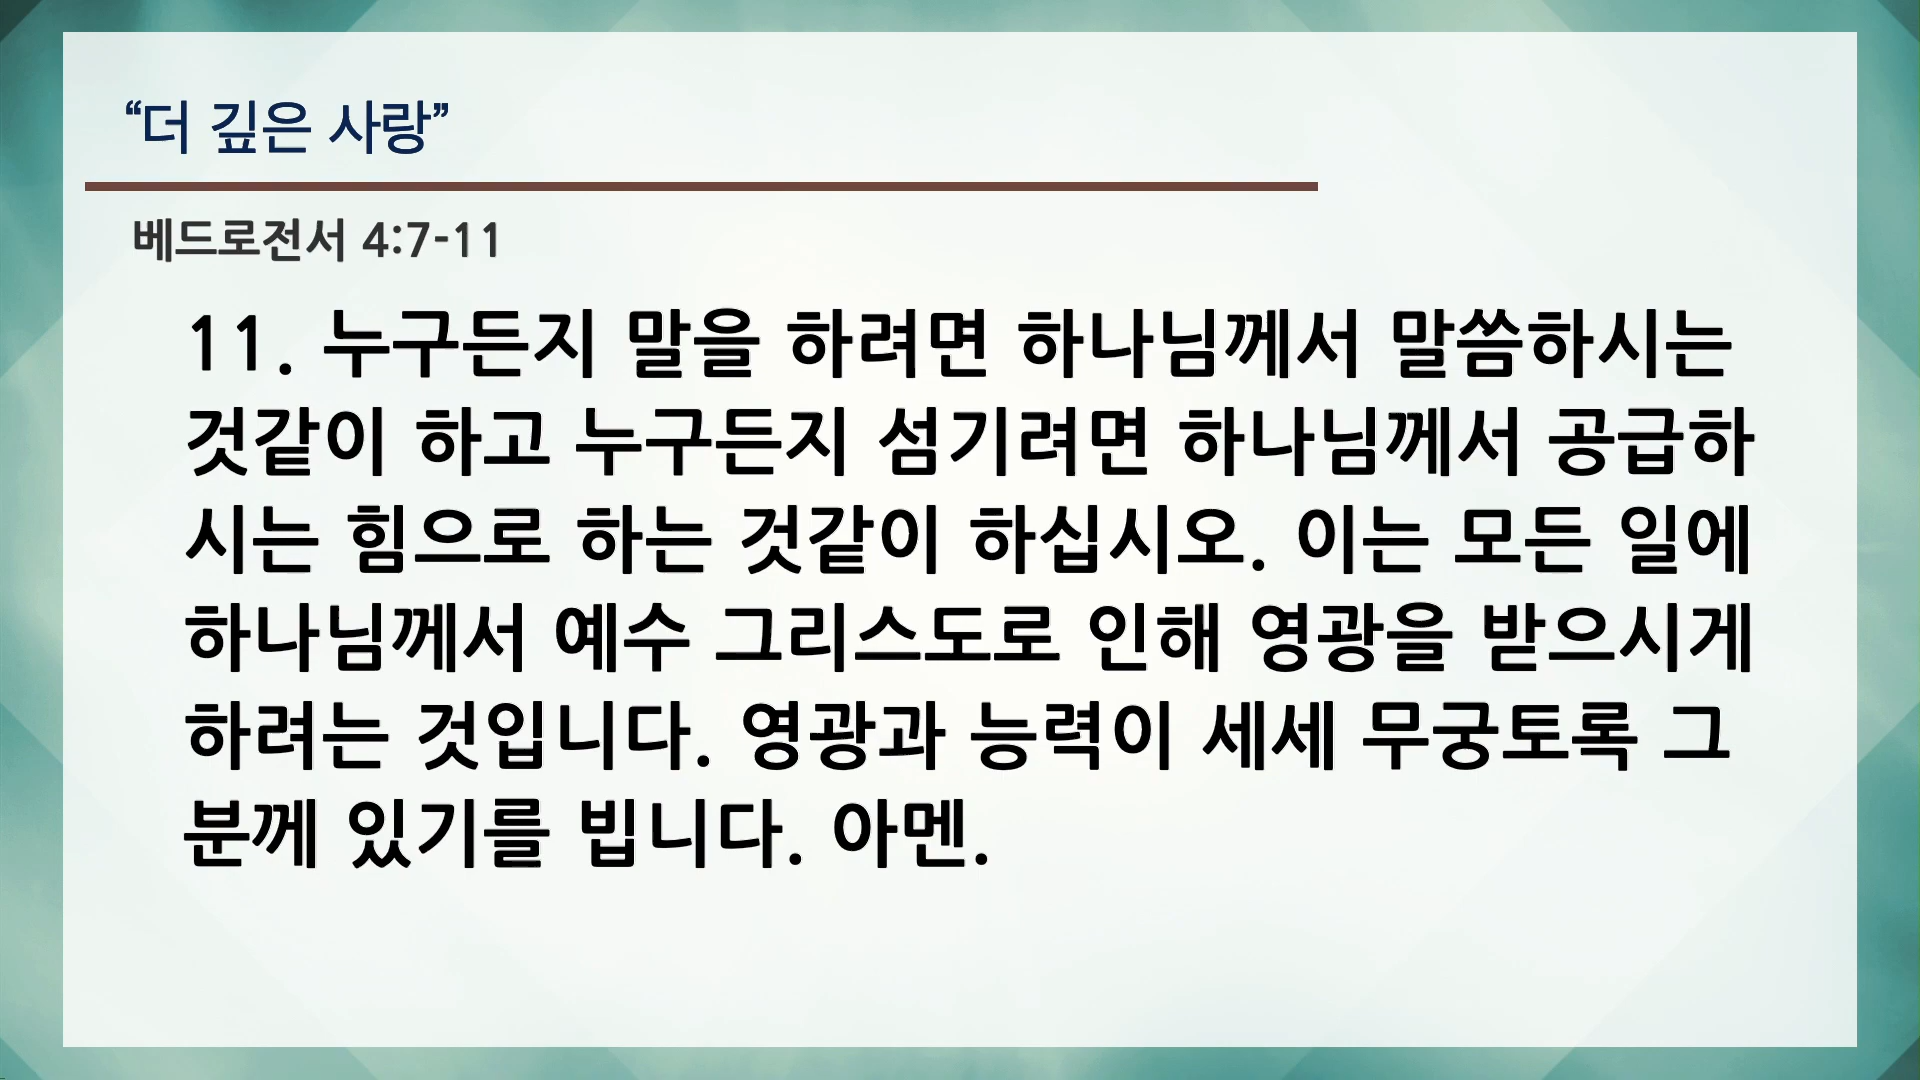 “더 깊은 사랑”
베드로전서 4:7-11
11. 누구든지 말을 하려면 하나님께서 말씀하시는
것같이 하고 누구든지 섬기려면 하나님께서 공급하
시는 힘으로 하는 것같이 하십시오. 이는 모든 일에
하나님께서 예수 그리스도로 인해 영광을 받으시게
하려는 것입니다. 영광과 능력이 세세 무궁토록 그
분께 있기를 빕니다. 아멘.